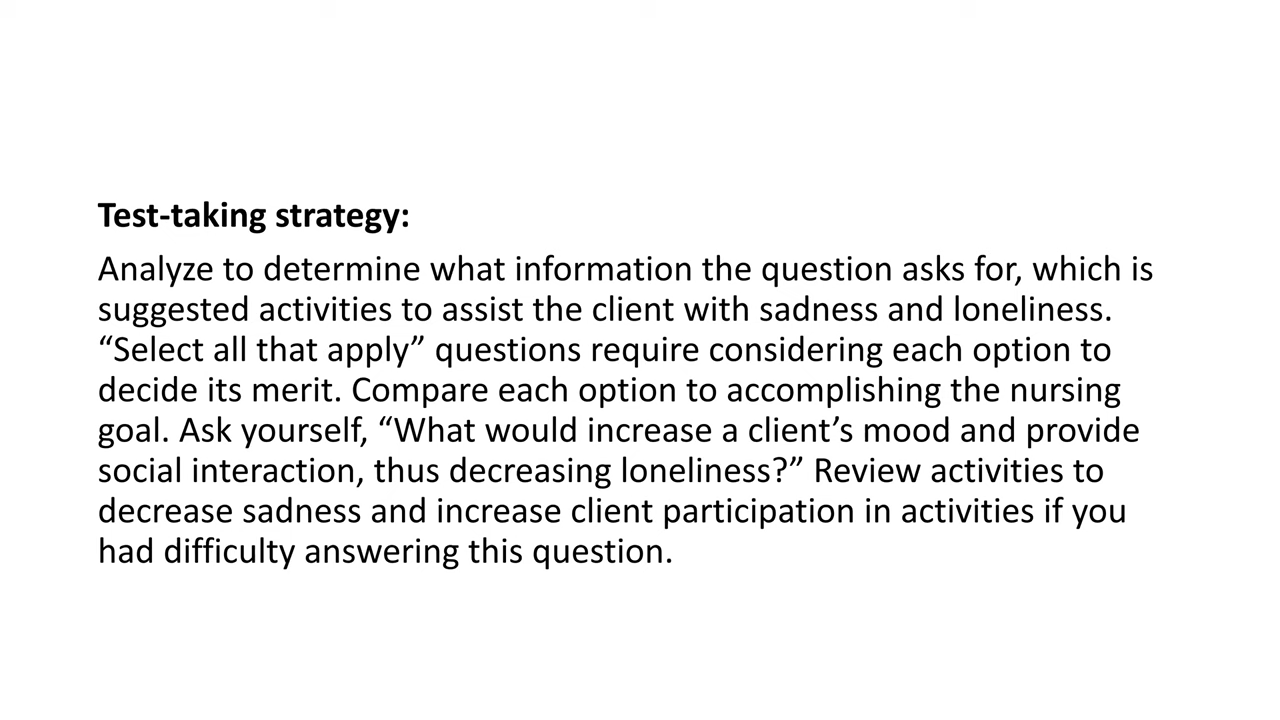 Test-taking strategy:
Analyze to determine what information the question asks for, which is
suggested activities to assist the client with sadness and loneliness.
“Select all that apply” questions require considering each option to
decide its merit. Compare each option to accomplishing the nursing
goal. Ask yourself, “What would increase a client’s mood and provide
social interaction, thus decreasing loneliness?” Review activities to
decrease sadness and increase client participation in activities if you
had difficulty answering this question.